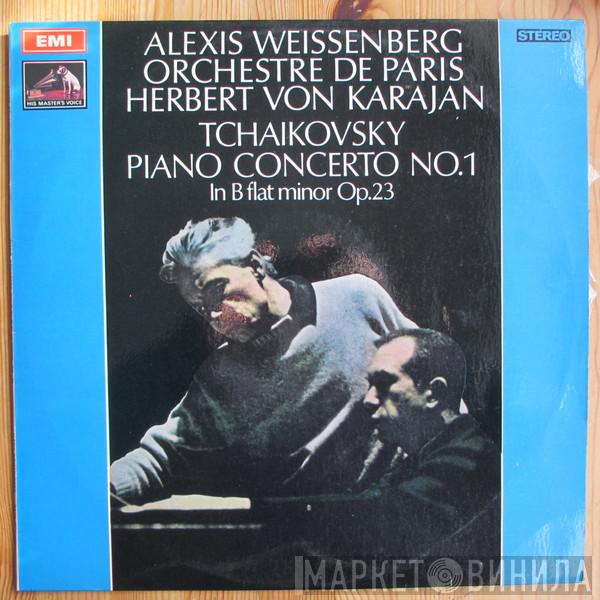 EMI
HIS MASTER'S VOICE
STEREO
ALEXIS WEISSENBERG
ORCHESTRE DE PARIS
HERBERT VON KARAJAN
TCHAIKOVSKY
PIANO CONCERTO NO.1
In B flat minor Op.23
МАРКЕТ ВИНИЛА